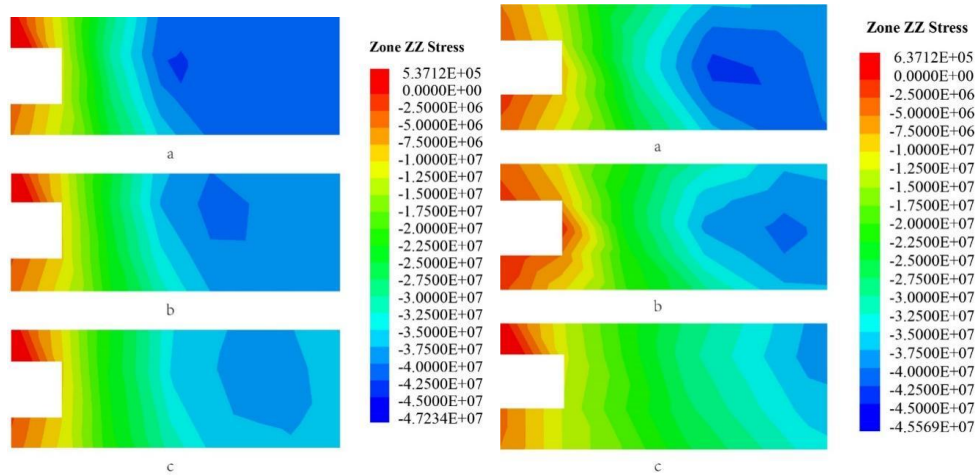 Zone ZZ Stress
5.3712E+05
0.0000E+00
-2.5000E+06
-5.0000E+06
-7.5000E+06
-1.0000E+07
-1.2500E+07
-1.5000E+07
-1.7500E+07
-2.0000E+07
-2.2500E+07
-2.5000E+07
-2.7500E+07
-3.0000E+07
-3.2500E+07
-3.5000E+07
-3.7500E+07
-4.0000E+07
-4.2500E+07
-4.5000E+07
-4.7234E+07
a
b
c
Zone ZZ Stress
6.3712E+05
0.0000E+00
-2.5000E+06
-5.0000E+06
-7.5000E+06
-1.0000E+07
-1.2500E+07
-1.5000E+07
-1.7500E+07
-2.0000E+07
-2.2500E+07
-2.5000E+07
-2.7500E+07
-3.0000E+07
-3.2500E+07
-3.5000E+07
-3.7500E+07
-4.0000E+07
-4.2500E+07
-4.5000E+07
-4.5569E+07
a
b
c